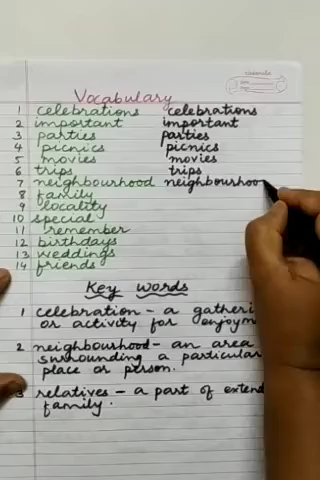 Vocabulary
1 celebrations celebrations
2 important important
3 parties parties
4 picnics picnics
5 movies movies
6 trips trips
7 neighbourhood neighbourhoo
8 family
9 locality
10 special
11 remember
12 birthdays
13 weddings
14 friends
Key words
1 celebration - a gatheri
or activity for enjoym
2 neighbourhood - an area
surrounding a particular
place or person.
3 relatives - a part of extend
family.